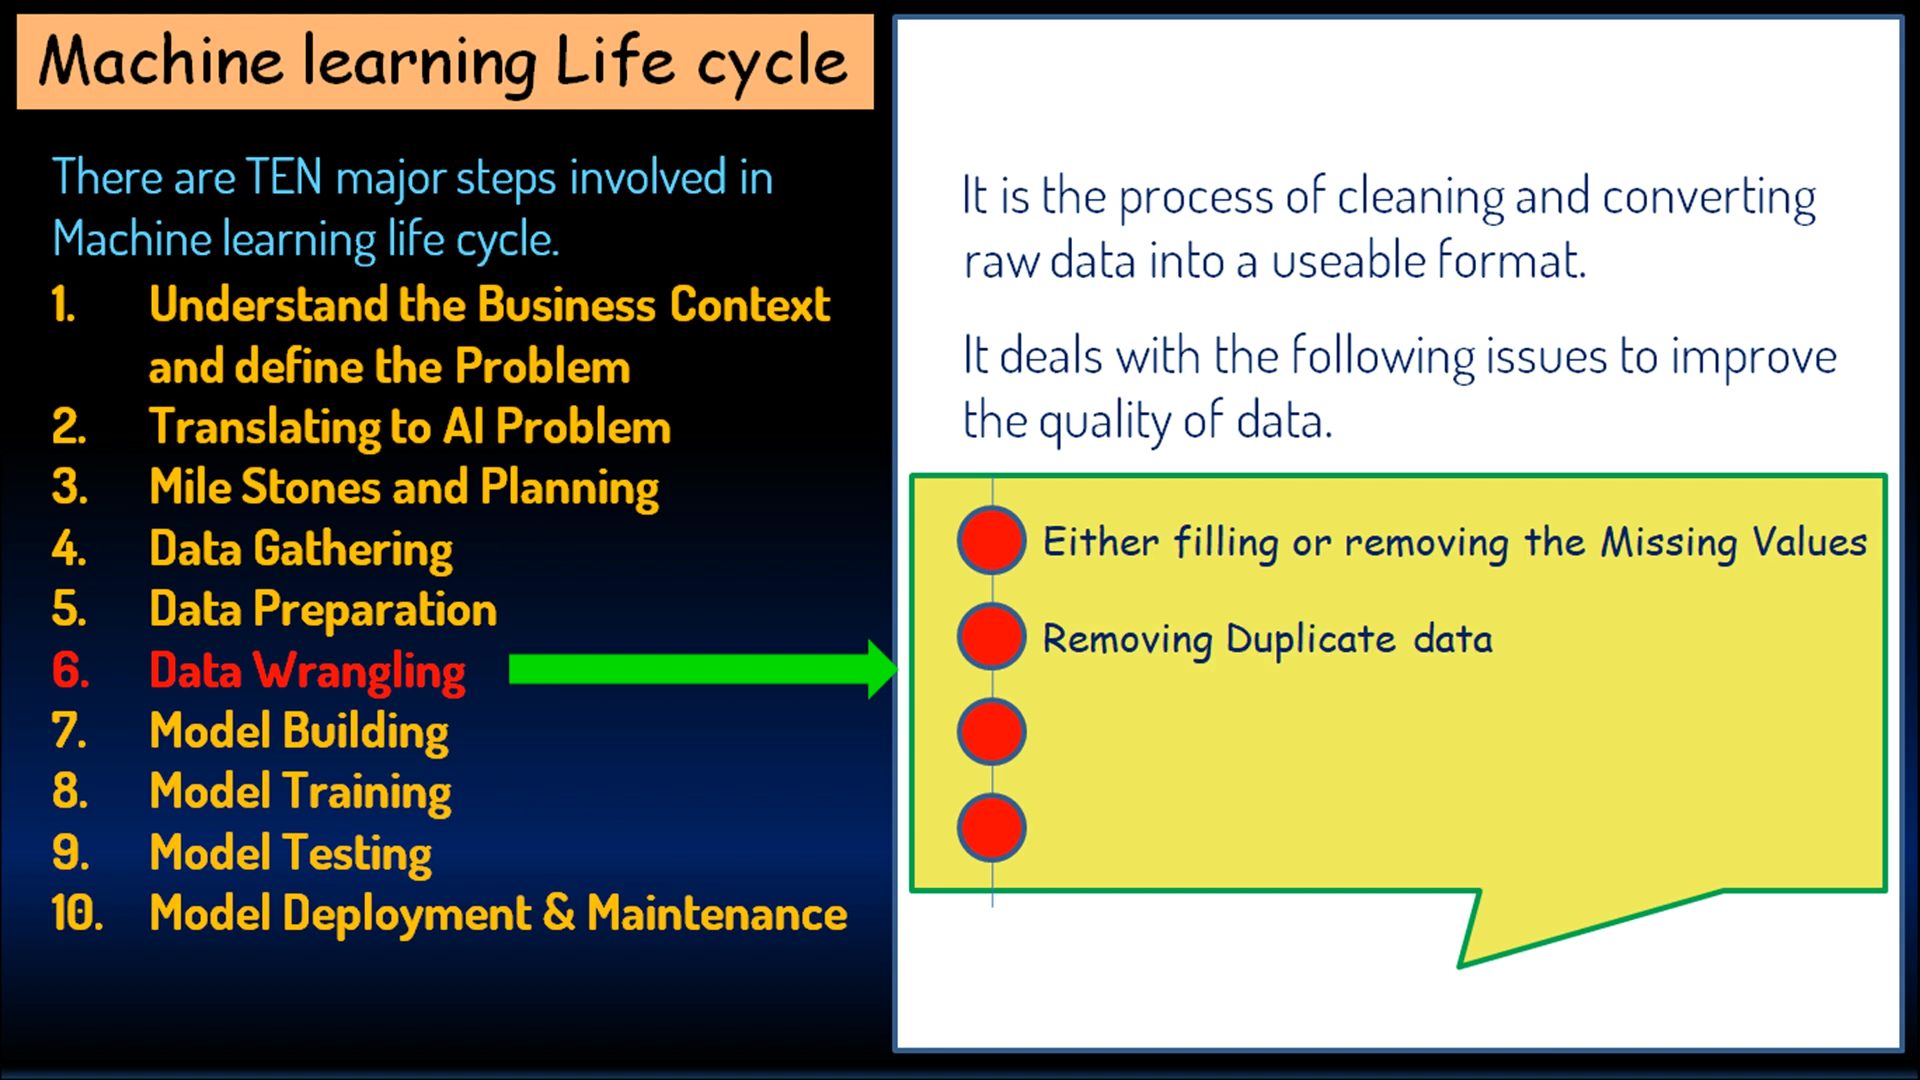 Machine learning Life cycle
There are TEN major steps involved in
Machine learning life cycle.
1. Understand the Business Context
and define the Problem
2. Translating to AI Problem
3. Mile Stones and Planning
4. Data Gathering
5. Data Preparation
6. Data Wrangling
7. Model Building
8. Model Training
9. Model Testing
10. Model Deployment & Maintenance
It is the process of cleaning and converting
raw data into a useable format.
It deals with the following issues to improve
the quality of data.
Either filling or removing the Missing Values
Removing Duplicate data